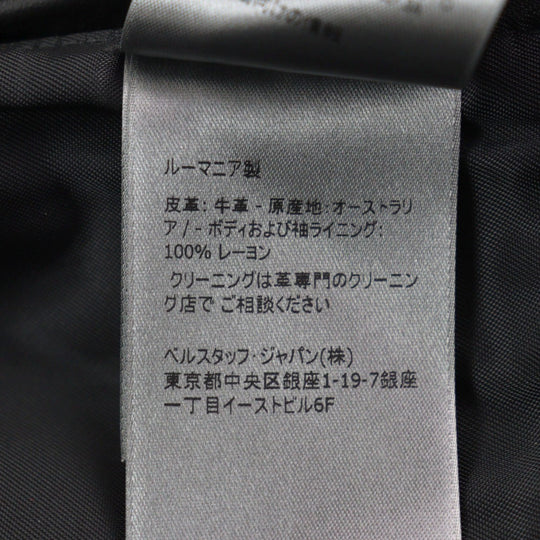 ルーマニア製
皮革: 牛革 - 原産地:オーストラリ
ア / - ボディおよび袖ライニング:
100% レーヨン
クリーニングは革専門のクリーニン
グ店で ご相談ください
ベルスタッフ・ジャパン(株)
東京都中央区銀座1-19-7銀座
一丁目イーストビル6F